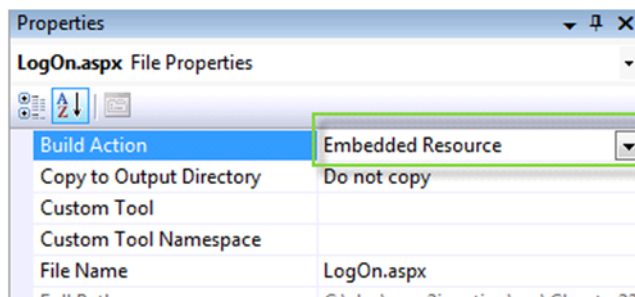 Properties
LogOn.aspx File Properties
Build Action Embedded Resource
Copy to Output Directory Do not copy
Custom Tool
Custom Tool Namespace
File Name LogOn.aspx